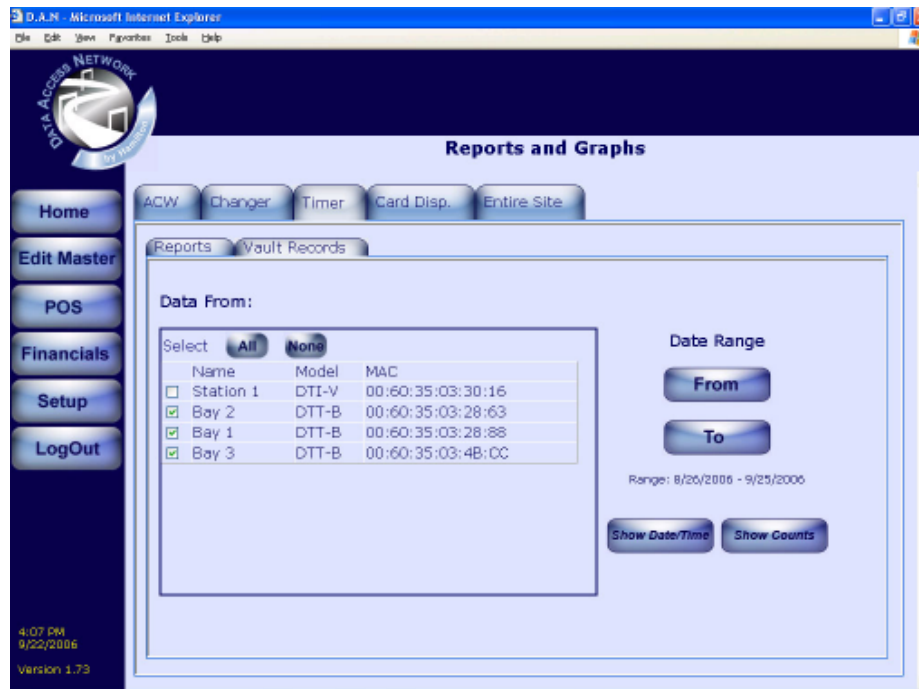 D.A.N - Microsoft Internet Explorer
File Edit View Favorites Tools Help
DATA ACCESS NETWORK
by Hamilton
Reports and Graphs
Home
Edit Master
POS
Financials
Setup
LogOut
ACW Changer Timer Card Disp. Entire Site
Reports Vault Records
Data From:
Select All None
Name Model MAC
Station 1 DTI-V 00:60:35:03:30:16
Bay 2 DTT-B 00:60:35:03:28:63
Bay 1 DTT-B 00:60:35:03:28:88
Bay 3 DTT-B 00:60:35:03:4B:CC
Date Range
From
To
Range: 8/26/2006 - 9/25/2006
Show Date/Time Show Counts
4:07 PM
9/22/2006
Version 1.73